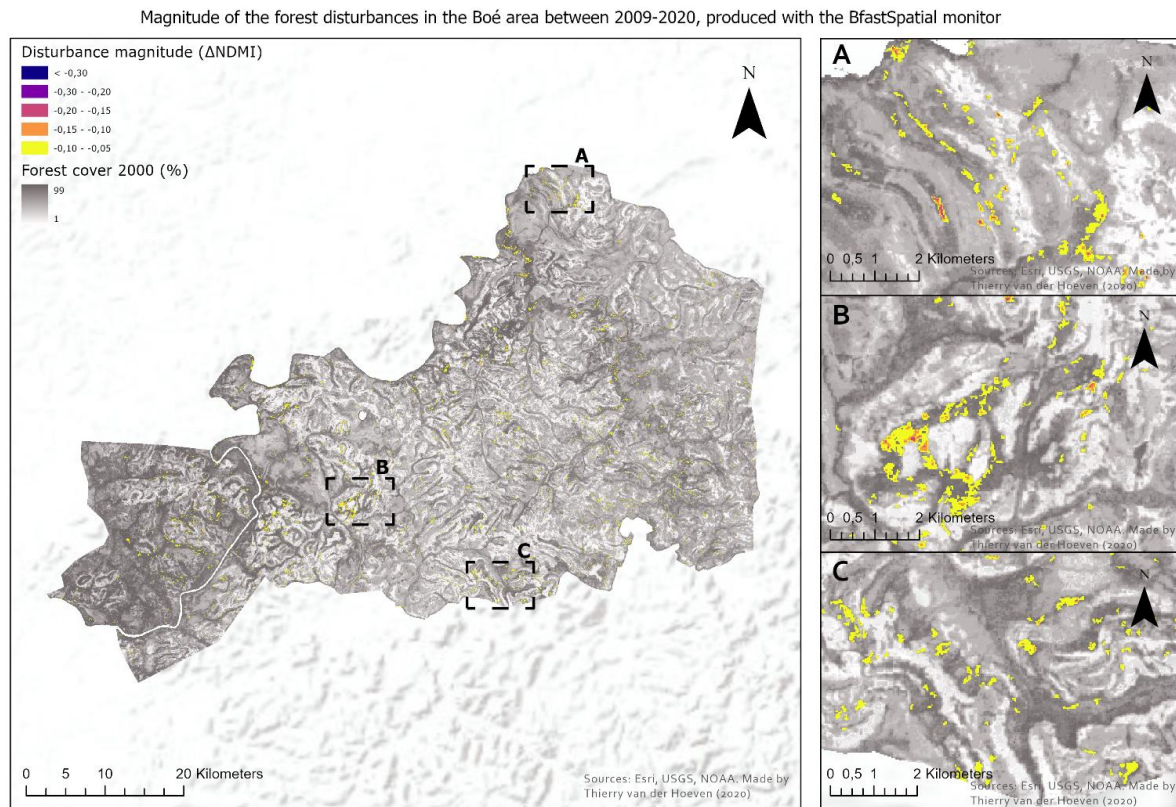 Magnitude of the forest disturbances in the Boé area between 2009-2020, produced with the BfastSpatial monitor
Disturbance magnitude (ΔNDMI)
< -0,30
-0,30 - -0,20
-0,20 - -0,15
-0,15 - -0,10
-0,10 - -0,05
Forest cover 2000 (%)
99
1
N
A
B
C
0 5 10 20 Kilometers
Sources: Esri, USGS, NOAA. Made by
Thierry van der Hoeven (2020)
A
N
0 0,5 1 2 Kilometers
Sources: Esri, USGS, NOAA. Made by
Thierry van der Hoeven (2020)
B
N
0 0,5 1 2 Kilometers
Sources: Esri, USGS, NOAA. Made by
Thierry van der Hoeven (2020)
C
N
0 0,5 1 2 Kilometers
Sources: Esri, USGS, NOAA. Made by
Thierry van der Hoeven (2020)